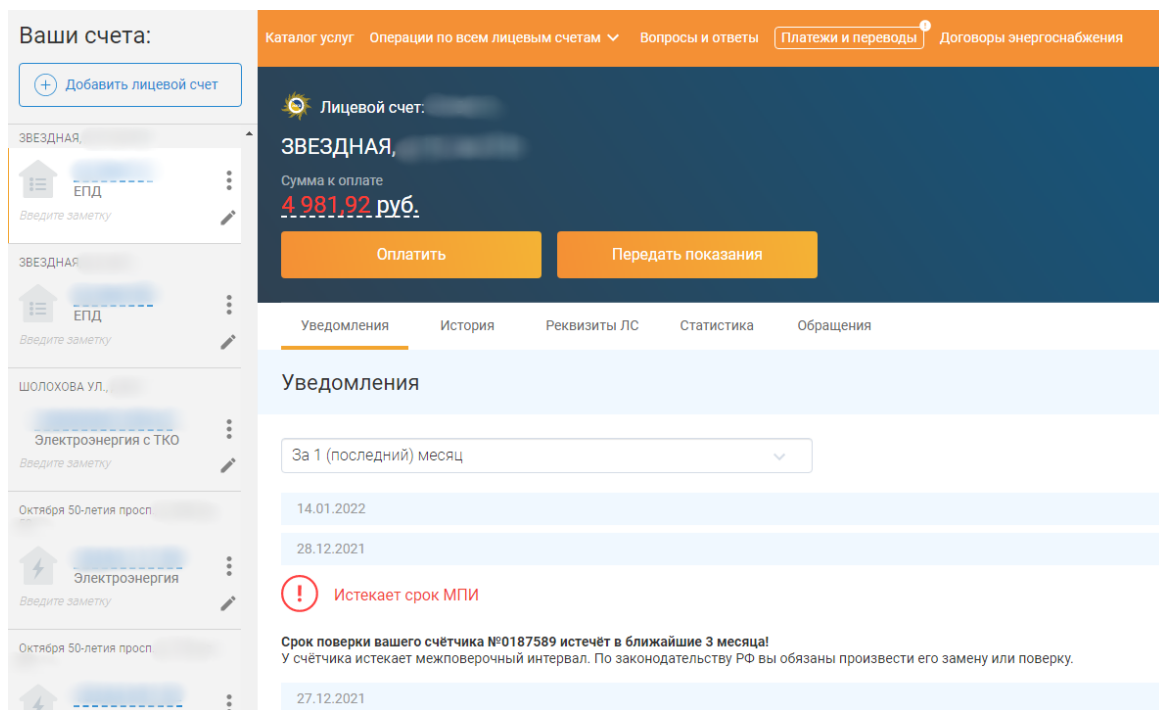 Ваши счета:
Добавить лицевой счет
ЗВЕЗДНАЯ,
ЕПД
Введите заметку
ЗВЕЗДНАЯ
ЕПД
Введите заметку
ШОЛОХОВА УЛ.,
Электроэнергия с ТКО
Введите заметку
Октября 50-летия просп.
Электроэнергия
Введите заметку
Октября 50-летия просп.
Каталог услуг Операции по всем лицевым счетам Вопросы и ответы Платежи и переводы 1 Договоры энергоснабжения
Лицевой счет:
ЗВЕЗДНАЯ,
Сумма к оплате
4 981,92 руб.
Оплатить Передать показания
Уведомления История Реквизиты ЛС Статистика Обращения
Уведомления
За 1 (последний) месяц
14.01.2022
28.12.2021
Истекает срок МПИ
Срок поверки вашего счётчика №0187589 истечёт в ближайшие 3 месяца!
У счётчика истекает межповерочный интервал. По законодательству РФ вы обязаны произвести его замену или поверку.
27.12.2021